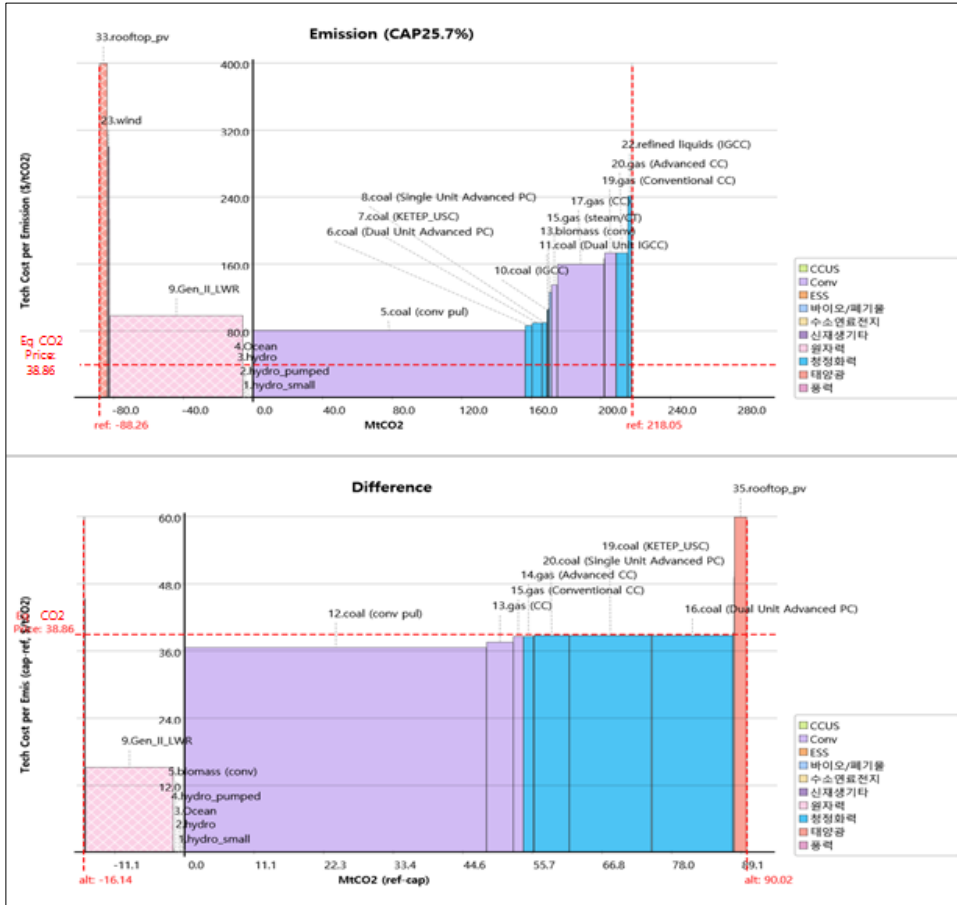 Emission (CAP25.7%)
33.rooftop_pv
400.0
320.0
240.0
160.0
80.0
23.wind
22.refined liquids (IGCC)
20.gas (Advanced CC)
19.gas (Conventional CC)
8.coal (Single Unit Advanced PC)
17.gas (CC)
7.coal (KETEP_USC)
15.gas (steam/CT)
6.coal (Dual Unit Advanced PC)
13.biomass (conv)
11.coal (Dual Unit IGCC)
10.coal (IGCC)
9.Gen_II_LWR
5.coal (conv pul)
4.Ocean
3.hydro
2.hydro_pumped
1.hydro_small
Tech Cost per Emission ($/tCO2)
Eq CO2
Price:
38.86
-80.0 -40.0 0.0 40.0 80.0 120.0 160.0 200.0 240.0 280.0
ref: -88.26 MtCO2 ref: 218.05
CCUS
Conv
ESS
바이오/폐기물
수소연료전지
신재생기타
원자력
청정화력
태양광
풍력
Difference
35.rooftop_pv
60.0
48.0
36.0
24.0
12.0
19.coal (KETEP_USC)
20.coal (Single Unit Advanced PC)
14.gas (Advanced CC)
15.gas (Conventional CC)
13.gas (CC)
12.coal (conv pul)
16.coal (Dual Unit Advanced PC)
CO2
Price: 38.86
9.Gen_II_LWR
5.biomass (conv)
4.hydro_pumped
3.Ocean
2.hydro
1.hydro_small
Tech Cost per Emis (cap-ref, $/tCO2)
-11.1 0.0 11.1 22.3 33.4 44.6 55.7 66.8 78.0 89.1
alt: -16.14 MtCO2 (ref-cap) alt: 90.02
CCUS
Conv
ESS
바이오/폐기물
수소연료전지
신재생기타
원자력
청정화력
태양광
풍력